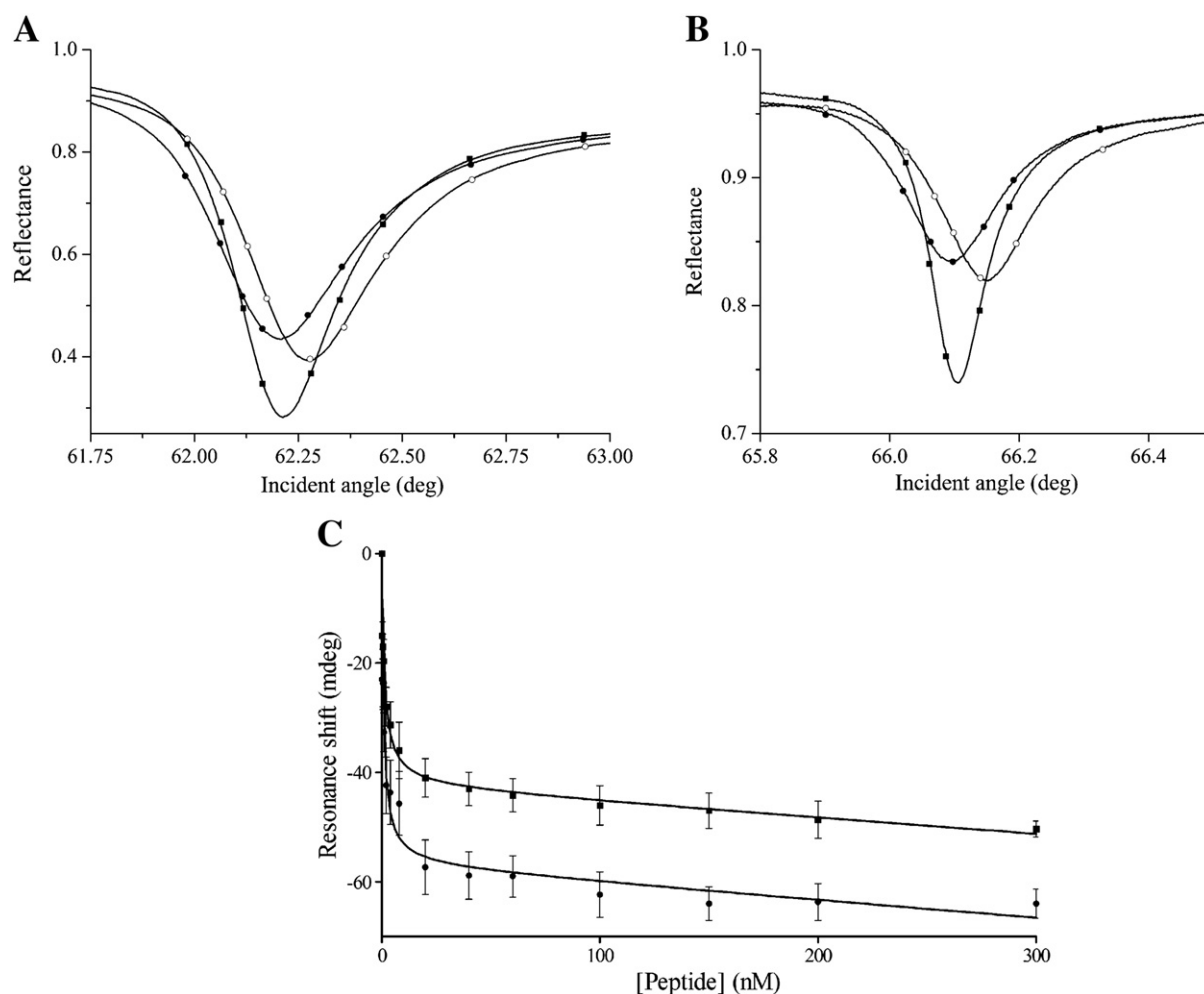 A
B
1.0
0.8
0.6
0.4
Reflectance
61.75 62.00 62.25 62.50 62.75 63.00
Incident angle (deg)
1.0
0.9
0.8
0.7
Reflectance
65.8 66.0 66.2 66.4
Incident angle (deg)
C
0
-20
-40
-60
Resonance shift (mdeg)
0 100 200 300
[Peptide] (nM)